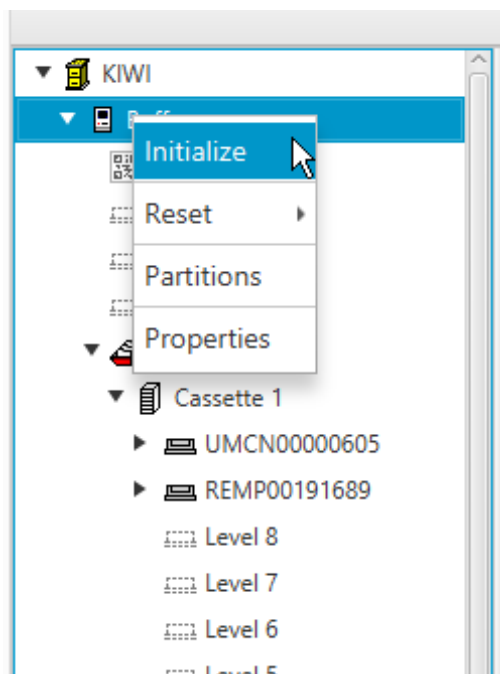 KIWI
Initialize
Reset
Partitions
Properties
Cassette 1
UMCN00000605
REMP00191689
Level 8
Level 7
Level 6